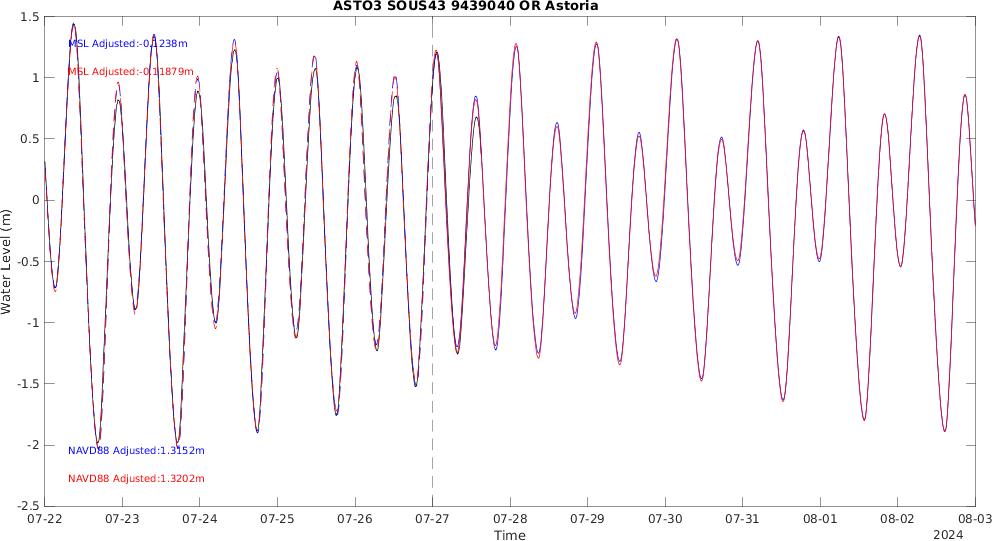 ASTO3 SOUS43 9439040 OR Astoria
1.5
MSL Adjusted:-0.1238m
MSL Adjusted:-0.11879m
1
0.5
0
-0.5
-1
-1.5
-2
-2.5
Water Level (m)
NAVD88 Adjusted:1.3152m
NAVD88 Adjusted:1.3202m
07-22 07-23 07-24 07-25 07-26 07-27 07-28 07-29 07-30 07-31 08-01 08-02 08-03
Time
2024